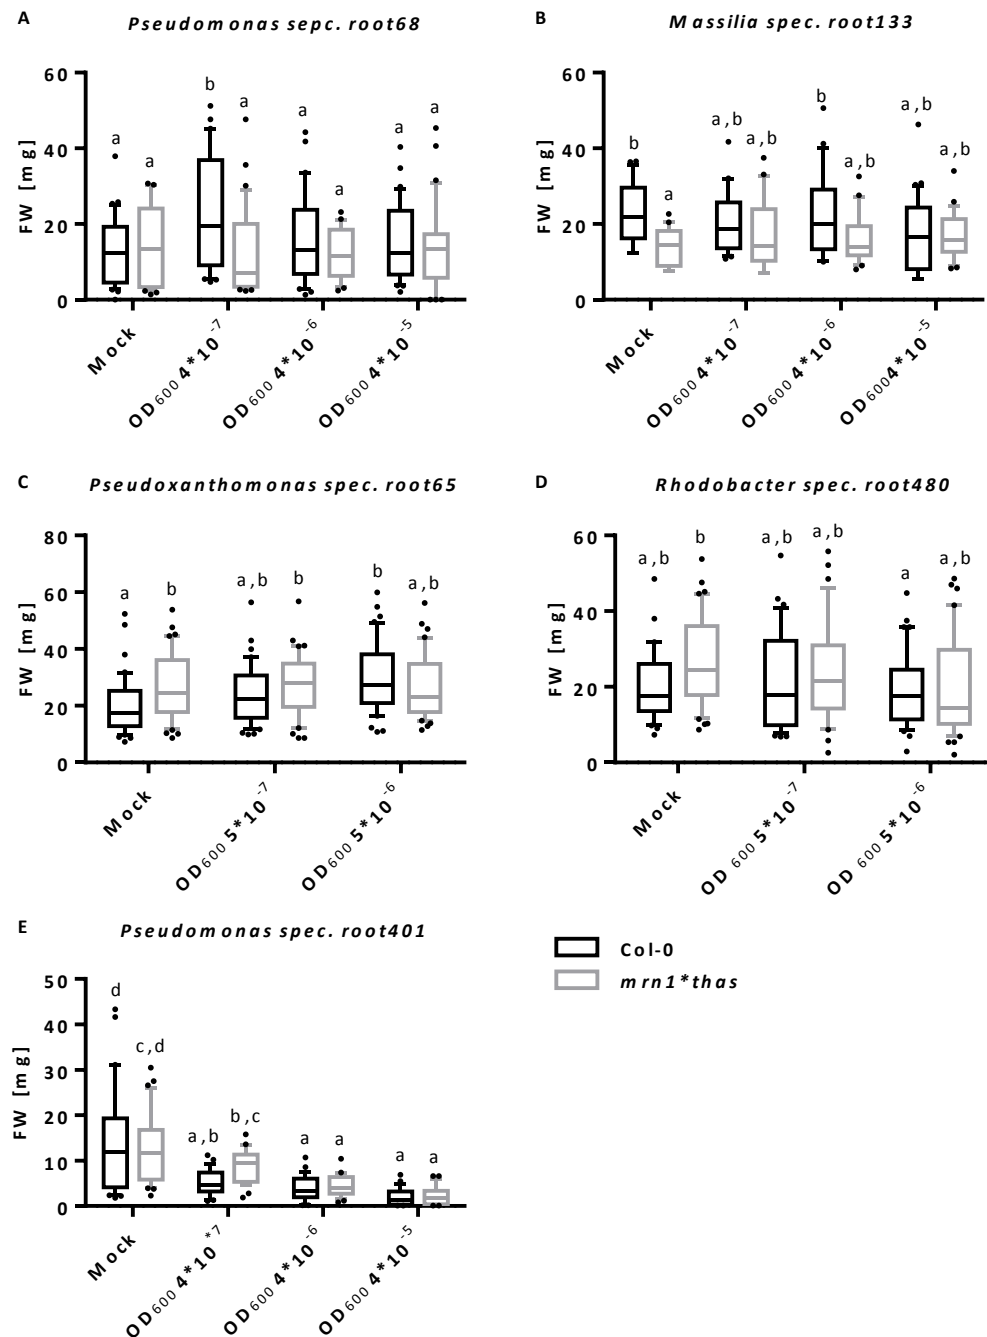 A
Pseudomonas sepc. root68
FW [mg]
60
40
20
0
a
a
b
a
a
a
a
a
Mock
OD600 4*10-7
OD600 4*10-6
OD600 4*10-5
B
Massilia spec. root133
FW [mg]
60
40
20
0
b
a
a,b
a,b
b
a,b
a,b
a,b
Mock
OD600 4*10-7
OD600 4*10-6
OD6004*10-5
C
Pseudoxanthomonas spec. root65
FW [mg]
80
60
40
20
0
a
b
a,b
b
b
a,b
Mock
OD600 5*10-7
OD600 5*10-6
D
Rhodobacter spec. root480
FW [mg]
60
40
20
0
a,b
b
a,b
a,b
a
a,b
Mock
OD 600 5*10-7
OD 600 5*10-6
E
Pseudomonas spec. root401
FW [mg]
50
40
30
20
10
0
d
c,d
a,b
b,c
a
a
a
a
Mock
OD600 4*10*7
OD600 4*10-6
OD600 4*10-5
Col-0
mrn1*thas